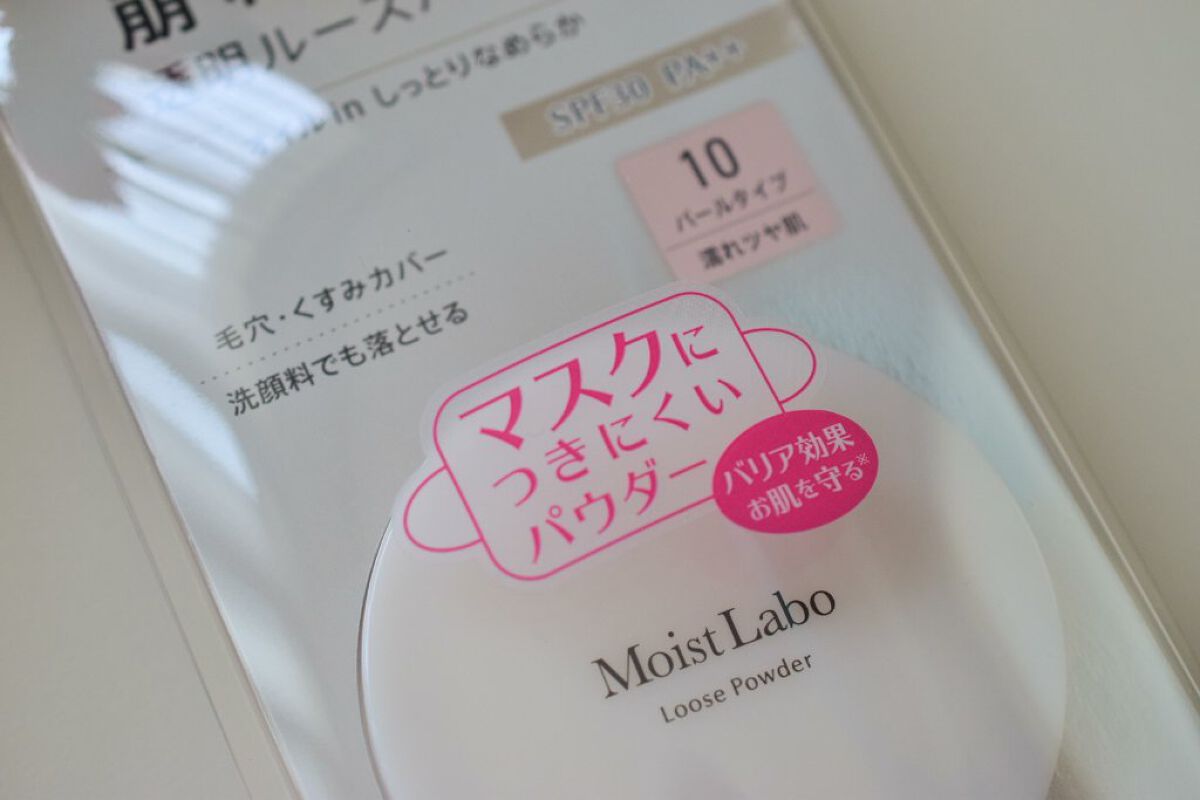 崩
透明ルース
in しっとりなめらか
SPF30 PA++
10
パールタイプ
濡れツヤ肌
毛穴・くすみカバー
洗顔料でも落とせる
マスクに
つきにくい
パウダー
バリア効果
お肌を守る※
Moist Labo
Loose Powder